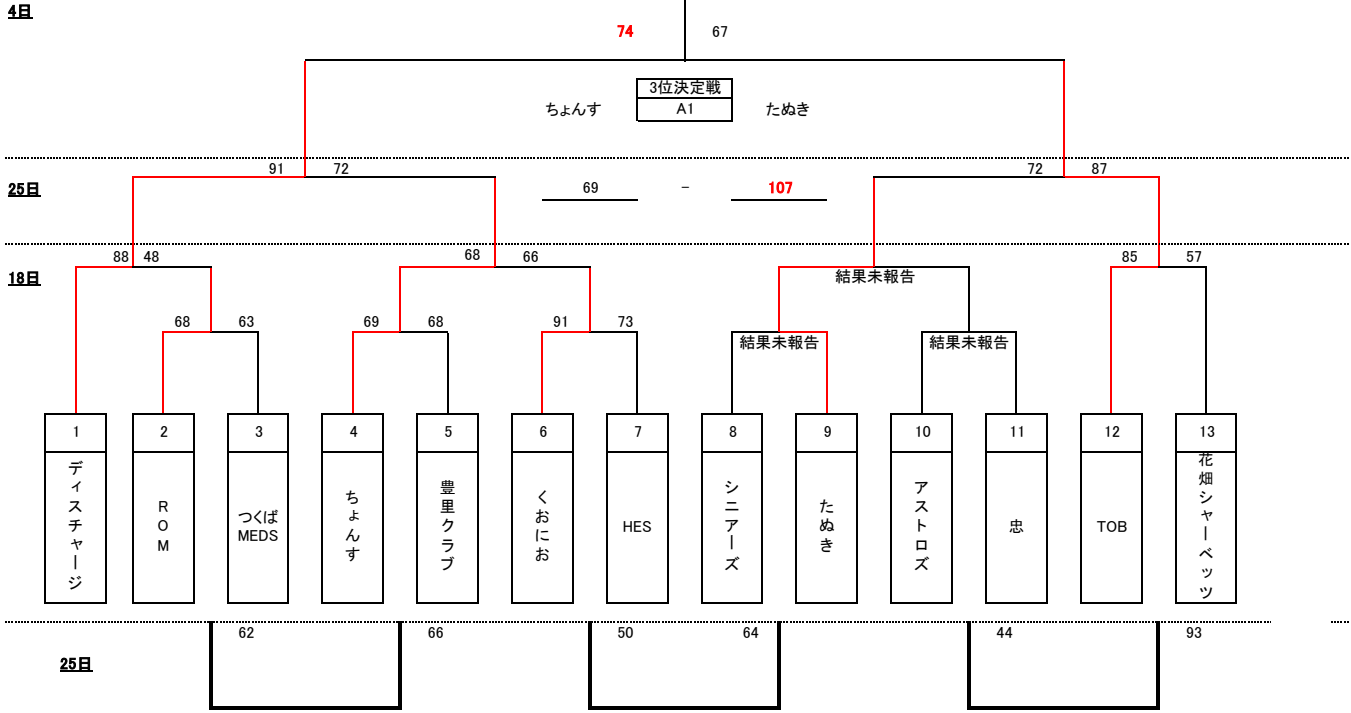 4日
74 67
3位決定戦
ちょんす A1 たぬき
91 72 72 87
25日 69 - 107
88 48 68 66 85 57
18日 結果未報告
68 63 69 68 91 73
結果未報告 結果未報告
1 2 3 4 5 6 7 8 9 10 11 12 13
ディスチャージ
ROM
つくば
MEDS
ちょんす
豊里クラブ
くおにお
HES
シニアーズ
たぬき
アストロズ
忠
TOB
花畑シャーベッツ
62 66 50 64 44 93
25日